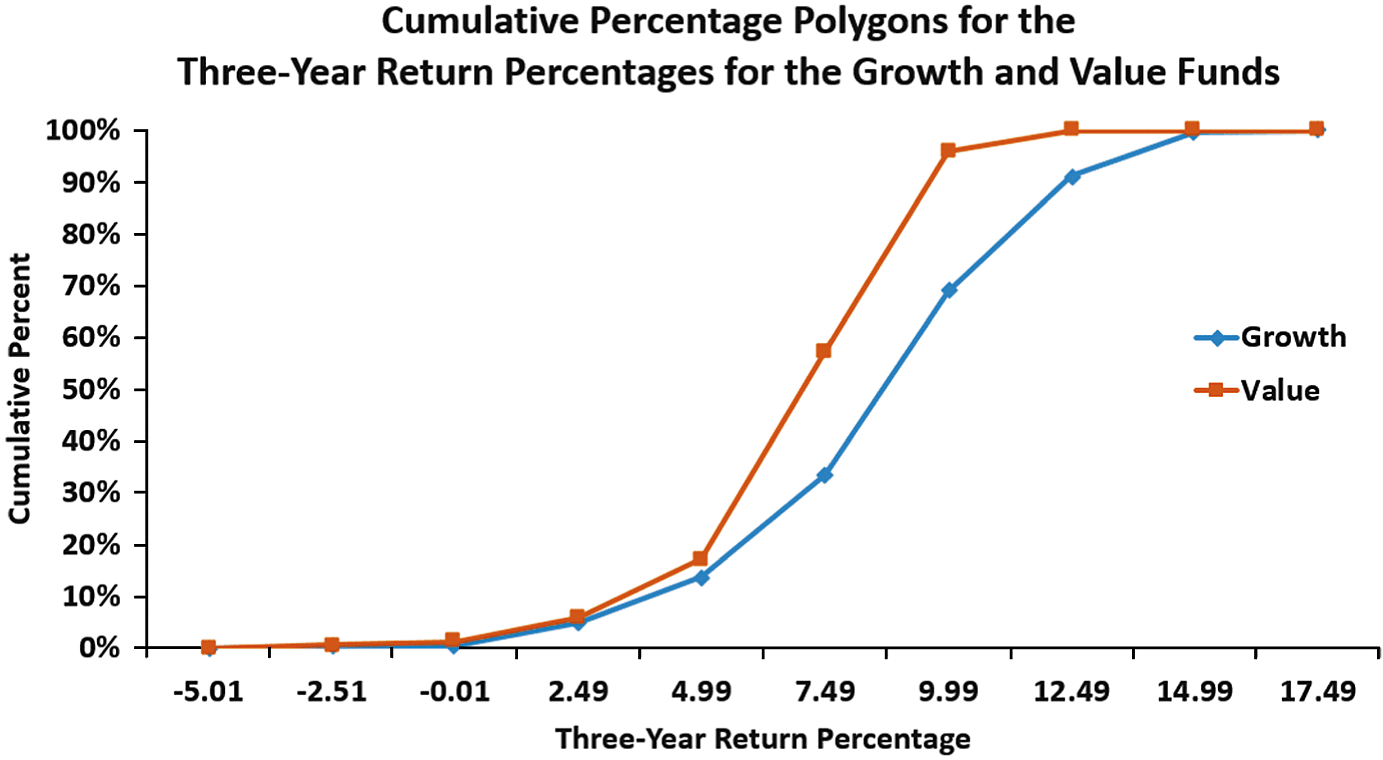 Cumulative Percentage Polygons for the
Three-Year Return Percentages for the Growth and Value Funds
100%
90%
80%
70%
60%
50%
40%
30%
20%
10%
0%
Cumulative Percent
Growth
Value
-5.01 -2.51 -0.01 2.49 4.99 7.49 9.99 12.49 14.99 17.49
Three-Year Return Percentage